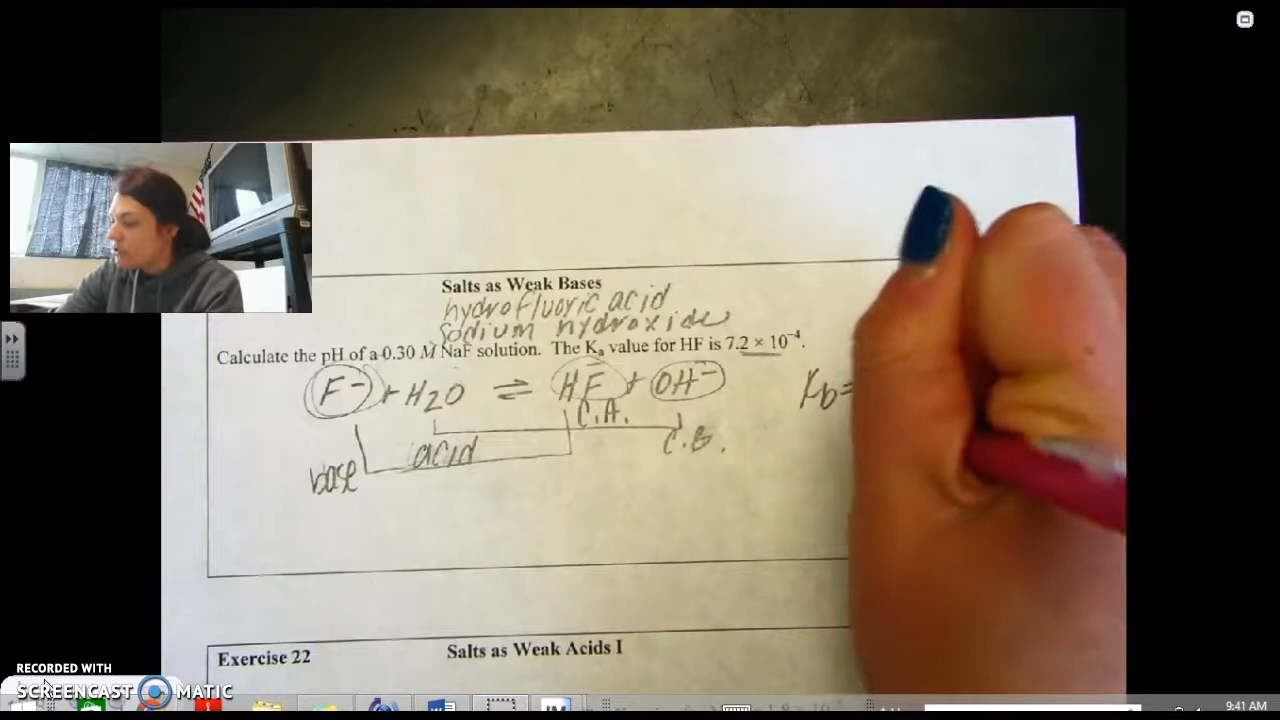 Salts as Weak Bases
hydrofluoric acid
sodium hydroxide
Calculate the pH of a 0.30 M NaF solution. The Kₐ value for HF is 7.2 × 10⁻⁴.
F⁻ + H₂O ⇌ HF + OH⁻
Kb=
C.A.
acid
C.B.
base
Exercise 22
Salts as Weak Acids I
RECORDED WITH
SCREENCAST MATIC
9:41 AM